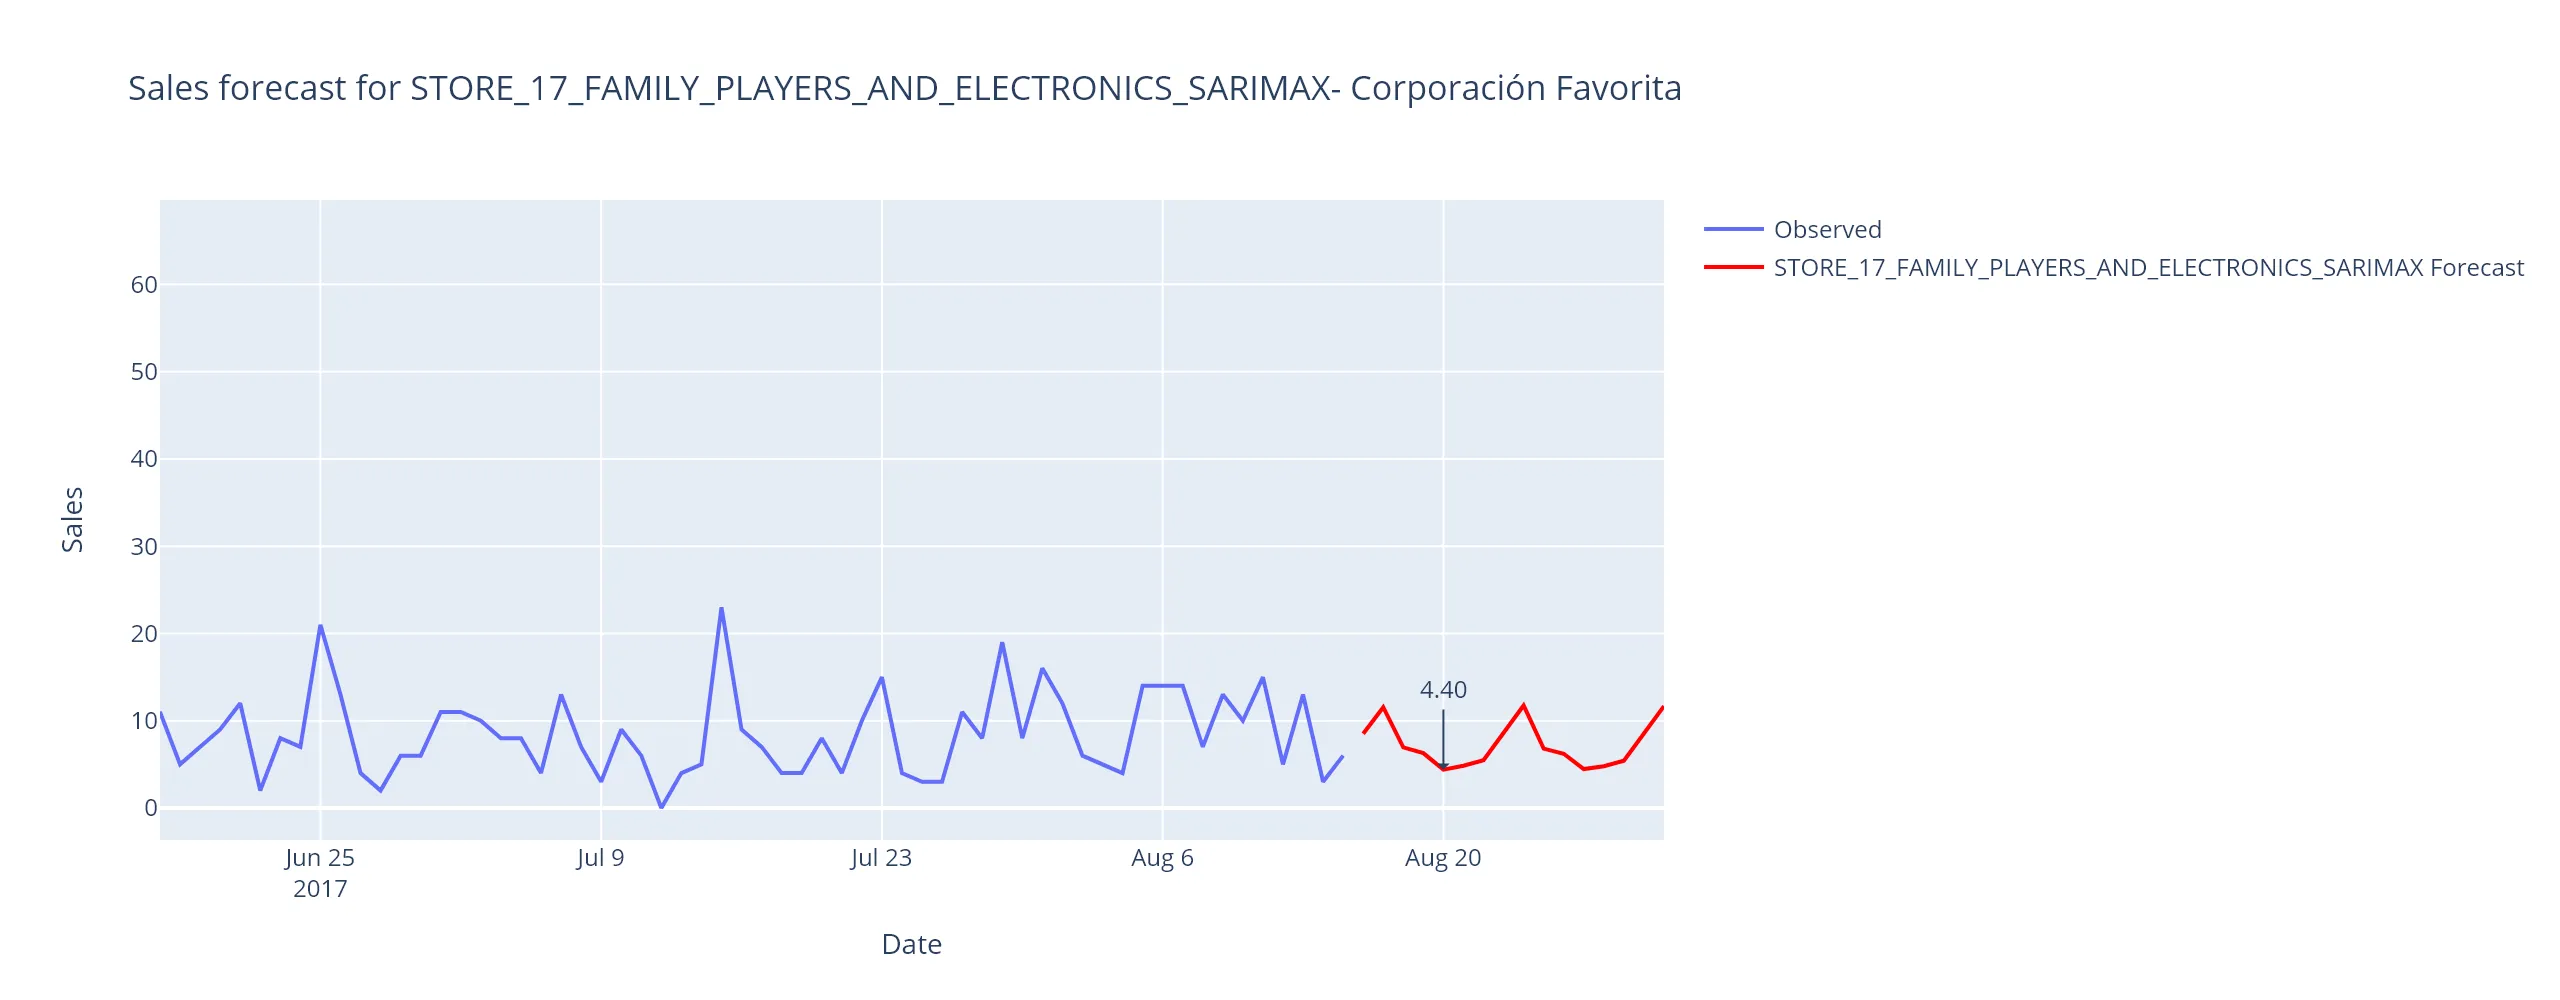 Sales forecast for STORE_17_FAMILY_PLAYERS_AND_ELECTRONICS_SARIMAX- Corporación Favorita
Observed
STORE_17_FAMILY_PLAYERS_AND_ELECTRONICS_SARIMAX Forecast
60
50
40
30
20
10
0
Sales
4.40
Jun 25
2017
Jul 9
Jul 23
Aug 6
Aug 20
Date